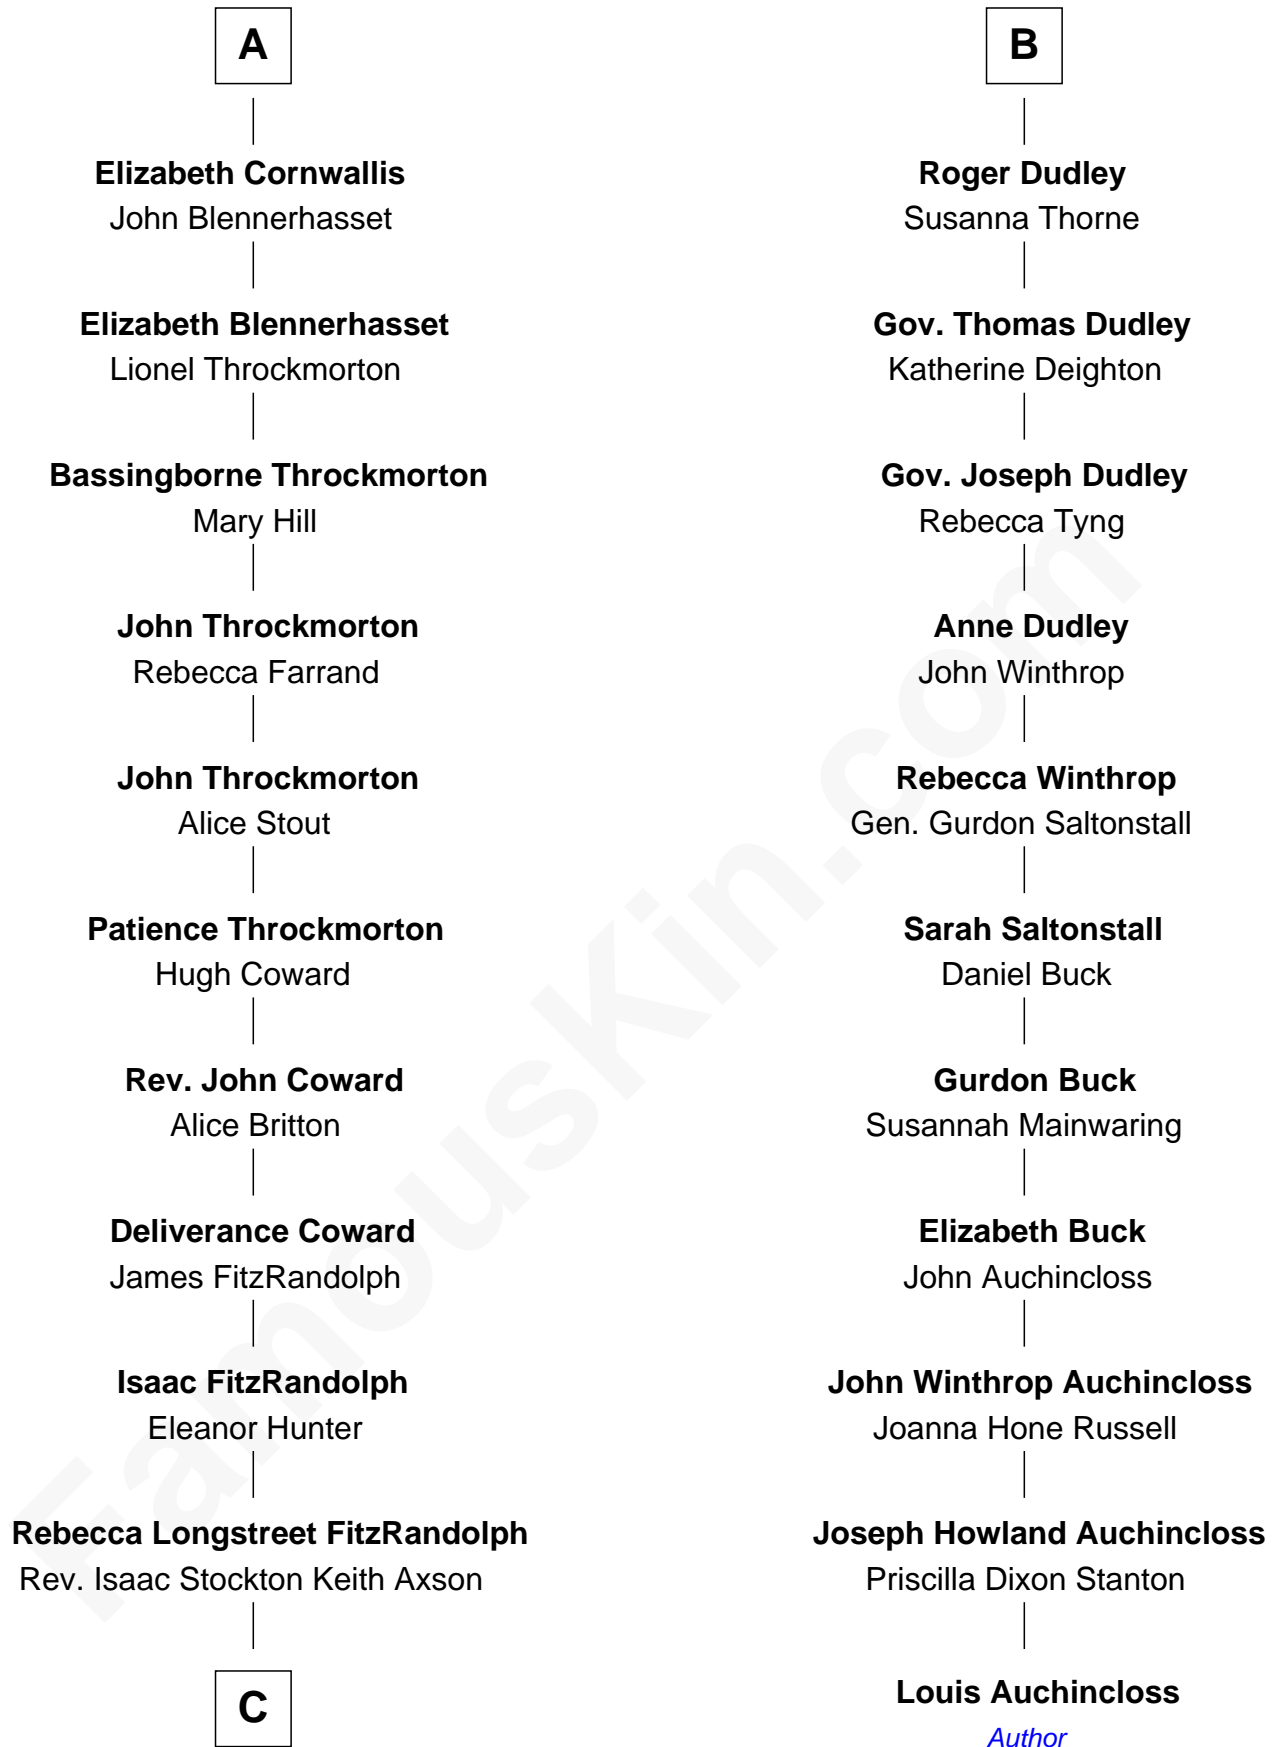 A
Elizabeth Cornwallis
John Blennerhasset
Elizabeth Blennerhasset
Lionel Throckmorton
Bassingborne Throckmorton
Mary Hill
John Throckmorton
Rebecca Farrand
John Throckmorton
Alice Stout
Patience Throckmorton
Hugh Coward
Rev. John Coward
Alice Britton
Deliverance Coward
James FitzRandolph
Isaac FitzRandolph
Eleanor Hunter
Rebecca Longstreet FitzRandolph
Rev. Isaac Stockton Keith Axson
C
B
Roger Dudley
Susanna Thorne
Gov. Thomas Dudley
Katherine Deighton
Gov. Joseph Dudley
Rebecca Tyng
Anne Dudley
John Winthrop
Rebecca Winthrop
Gen. Gurdon Saltonstall
Sarah Saltonstall
Daniel Buck
Gurdon Buck
Susannah Mainwaring
Elizabeth Buck
John Auchincloss
John Winthrop Auchincloss
Joanna Hone Russell
Joseph Howland Auchincloss
Priscilla Dixon Stanton
Louis Auchincloss
Author
FamousKin.com